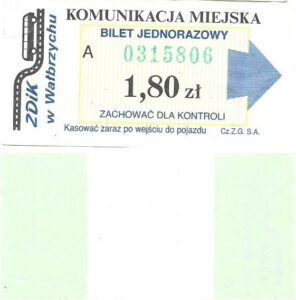 KOMUNIKACJA MIEJSKA
BILET JEDNORAZOWY
A 0315806
1,80 zł
ZACHOWAĆ DLA KONTROLI
Kasować zaraz po wejściu do pojazdu Cz.Z.G. S.A.
ZDiK
w Wałbrzychu